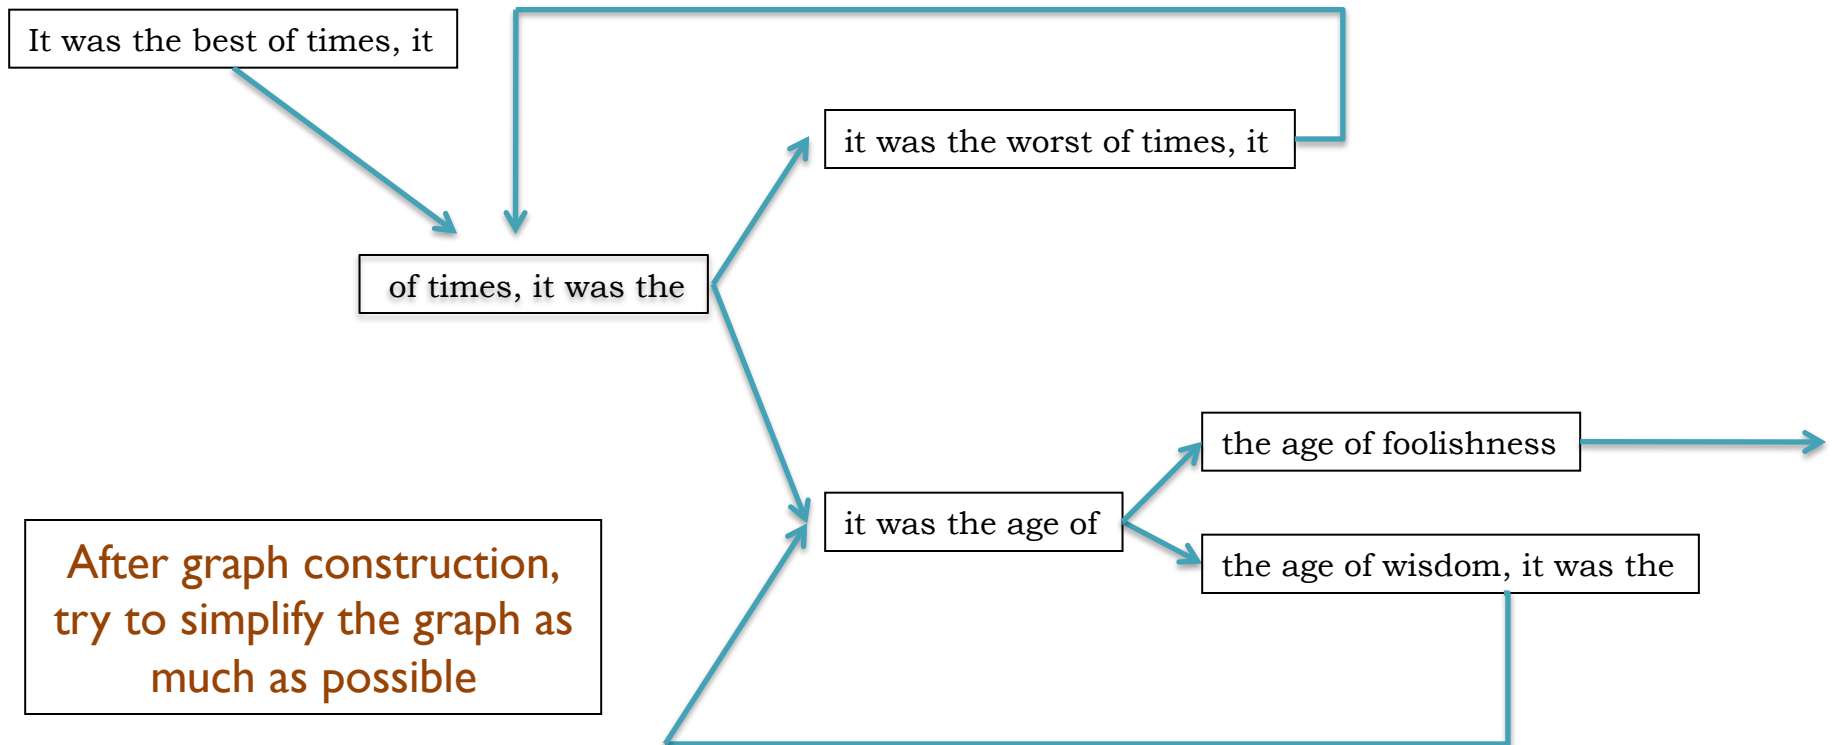 It was the best of times, it
it was the worst of times, it
of times, it was the
the age of foolishness
it was the age of
the age of wisdom, it was the
After graph construction,
try to simplify the graph as
much as possible